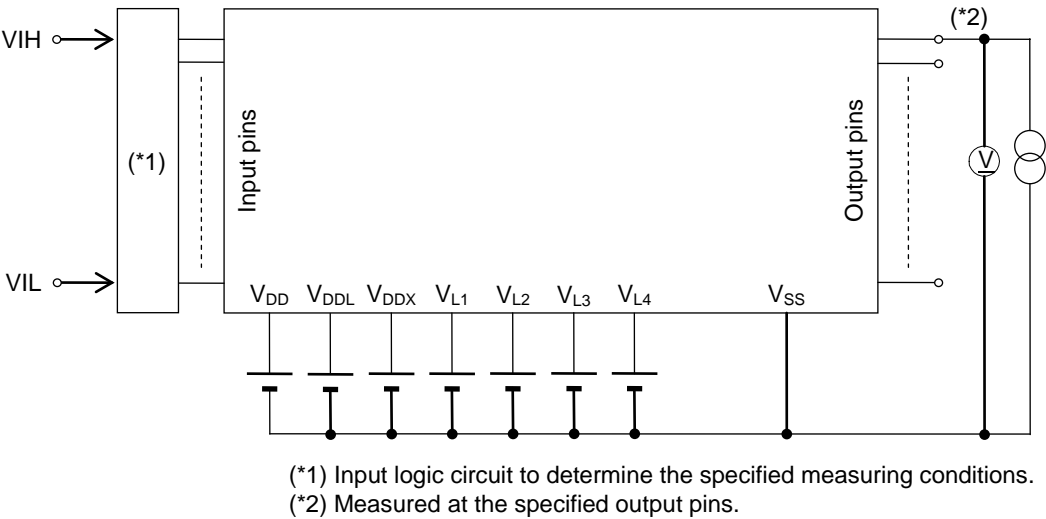 (*2)
VIH
(*1)
Input pins
Output pins
V
VIL
VDD VDDL VDDX VL1 VL2 VL3 VL4 VSS
(*1) Input logic circuit to determine the specified measuring conditions.
(*2) Measured at the specified output pins.